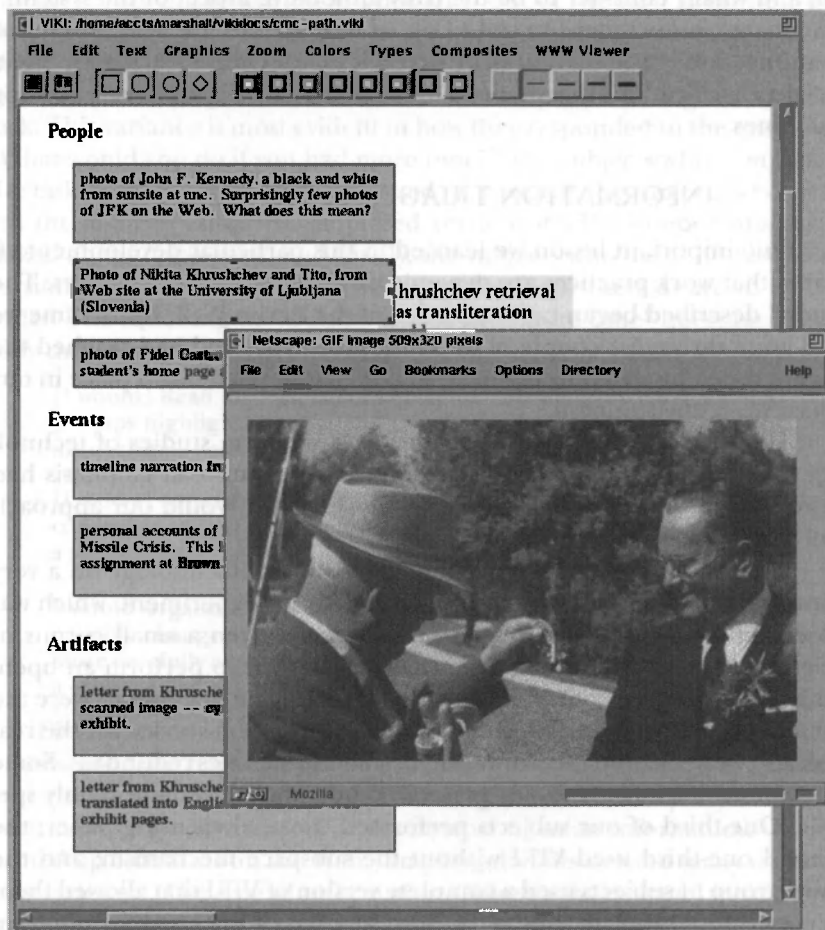 VIKI: /home/accts/marshall/vikidocs/cmc-path.viki
File Edit Text Graphics Zoom Colors Types Composites WWW Viewer
People
photo of John F. Kennedy, a black and white
from sunsite at unc. Surprisingly few photos
of JFK on the Web. What does this mean?
Photo of Nikita Khrushchev and Tito, from
Web site at the University of Ljubljana
(Slovenia)
Khrushchev retrieval
as transliteration
photo of Fidel
student's home page
Events
timeline narration
personal accounts of
Missile Crisis. This
assignment at Brown.
Artifacts
letter from
scanned image --
exhibit.
letter from
translated into
exhibit pages.
Netscape: GIF image 509x320 pixels
File Edit View Go Bookmarks Options Directory Help
Mozilla